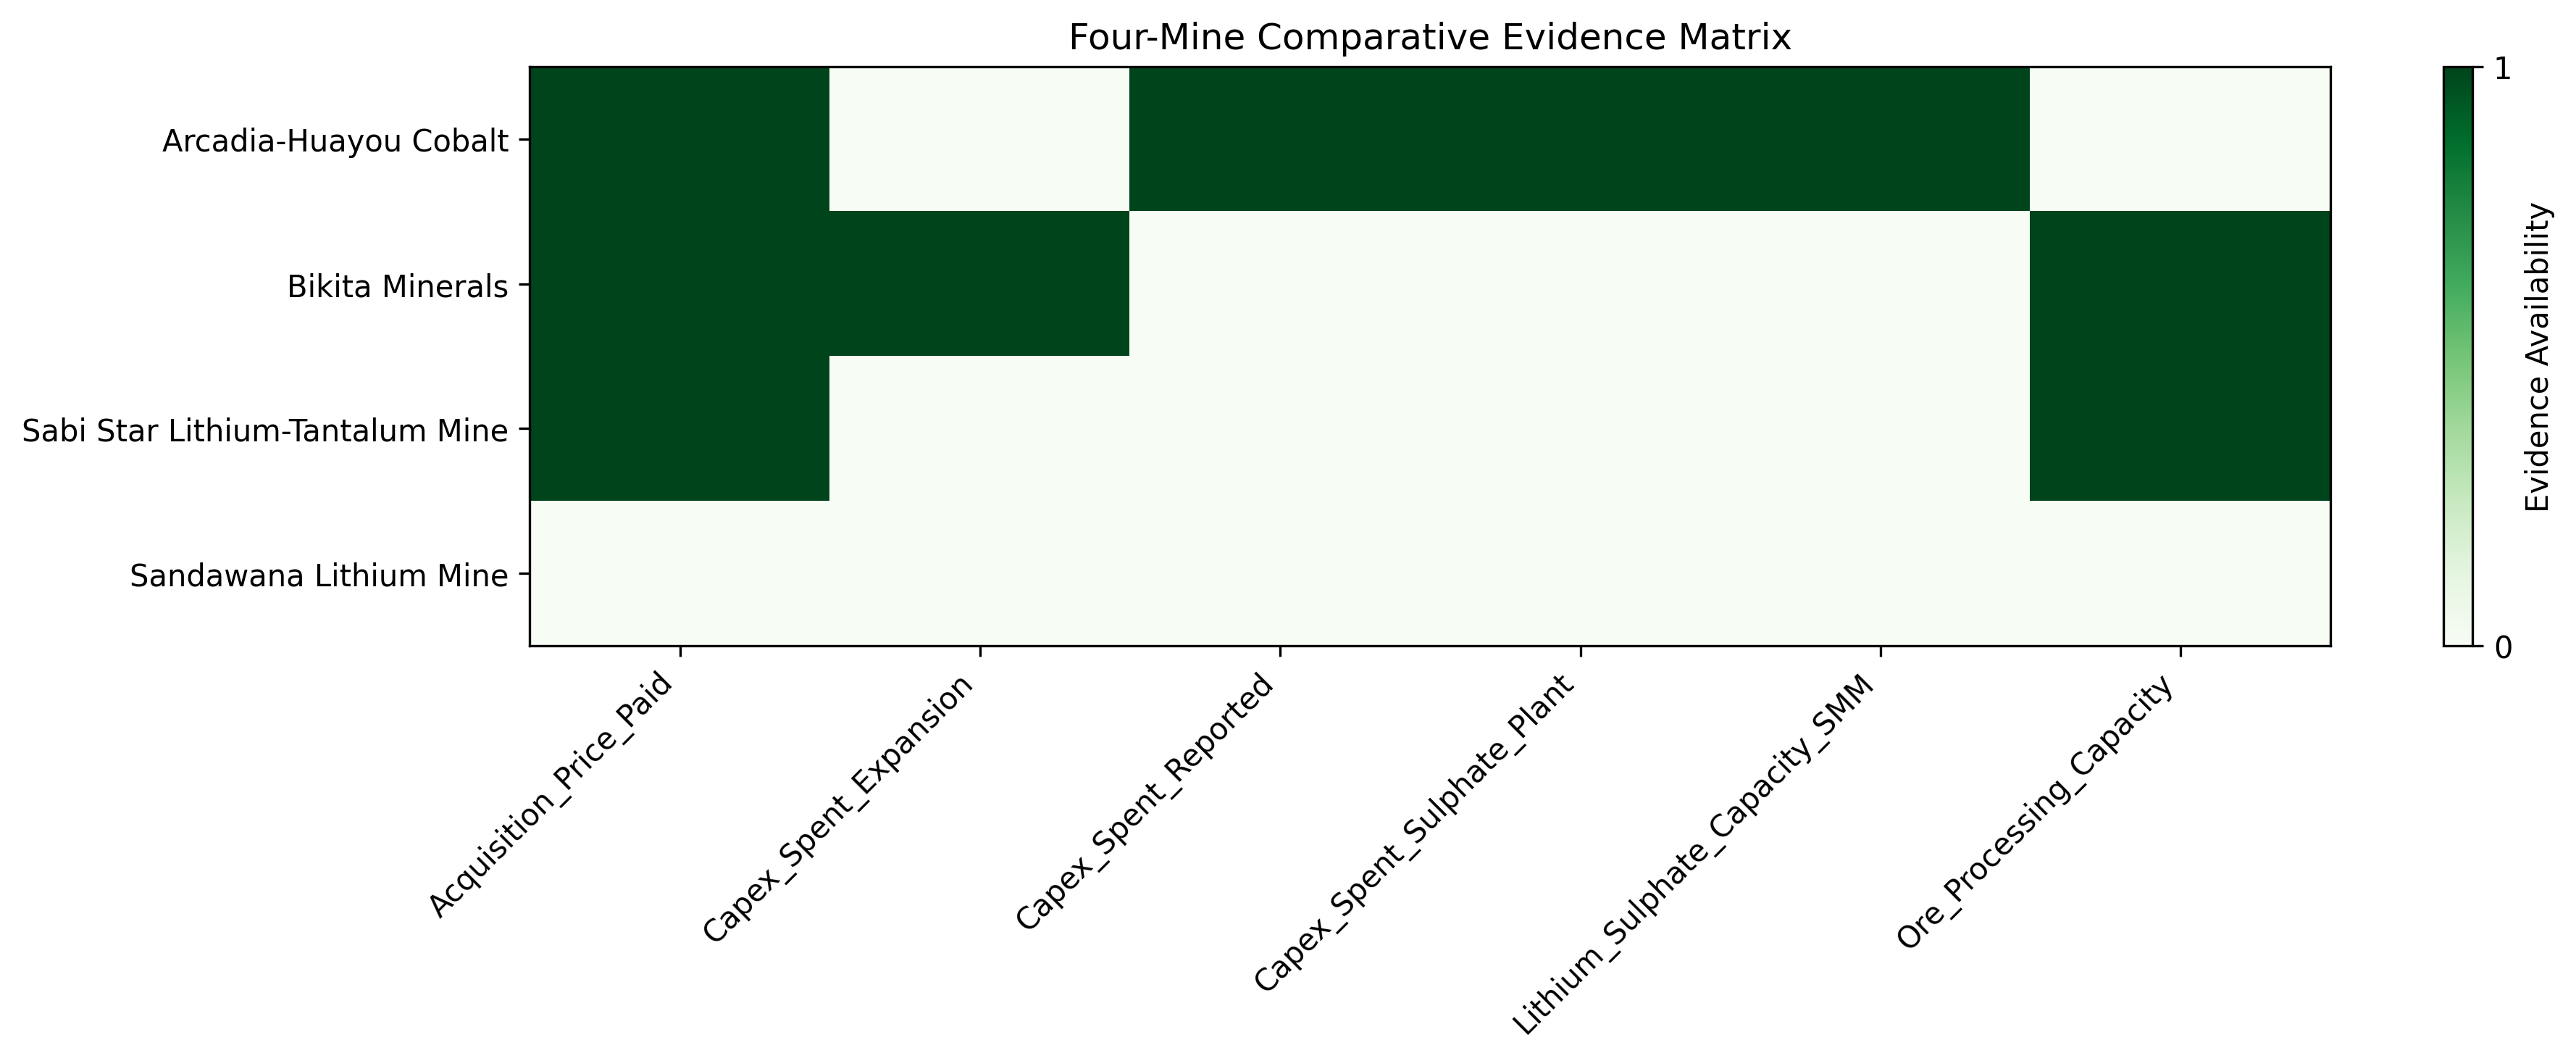 Four-Mine Comparative Evidence Matrix
Arcadia-Huayou Cobalt
Bikita Minerals
Sabi Star Lithium-Tantalum Mine
Sandawana Lithium Mine
Acquisition_Price_Paid
Capex_Spent_Expansion
Capex_Spent_Reported
Capex_Spent_Sulphate_Plant
Lithium_Sulphate_Capacity_SMM
Ore_Processing_Capacity
1
0
Evidence Availability